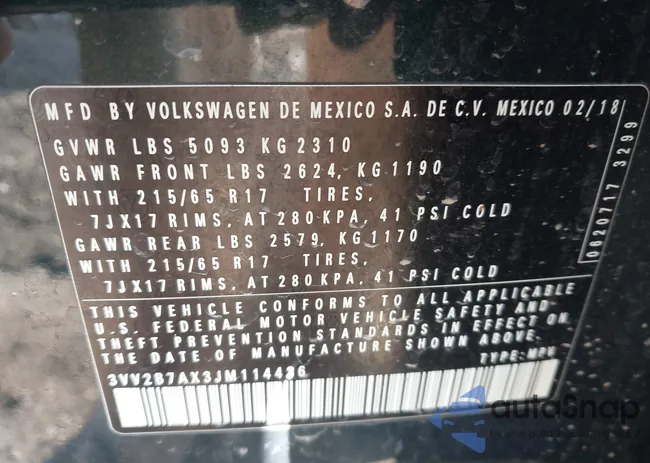 MFD BY VOLKSWAGEN DE MEXICO S.A. DE C.V. MEXICO 02/18
GVWR LBS 5093 KG 2310
GAWR FRONT LBS 2624, KG 1190
WITH 215/65 R17 TIRES,
7JX17 RIMS, AT 280 KPA, 41 PSI COLD
GAWR REAR LBS 2579, KG 1170
WITH 215/65 R17 TIRES,
7JX17 RIMS, AT 280 KPA, 41 PSI COLD
THIS VEHICLE CONFORMS TO ALL APPLICABLE
U.S. FEDERAL MOTOR VEHICLE SAFETY AND
THEFT PREVENTION STANDARDS IN EFFECT ON
THE DATE OF MANUFACTURE SHOWN ABOVE.
TYPE: MPV
3VV2B7AX3JM114436
0620717 3299
autoSnap